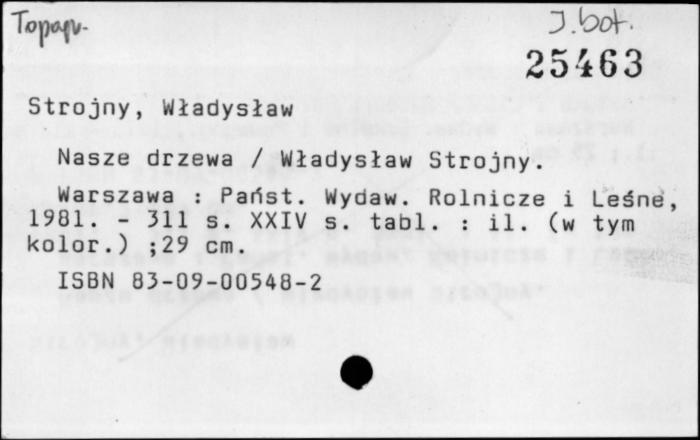 J. bot.
25463
Strojny, Władysław
Nasze drzewa / Władysław Strojny.
Warszawa : Państ. Wydaw. Rolnicze i Leśne,
1981. - 311 s. XXIV s. tabl. : il. (w tym
kolor.) ;29 cm.
ISBN 83-09-00548-2